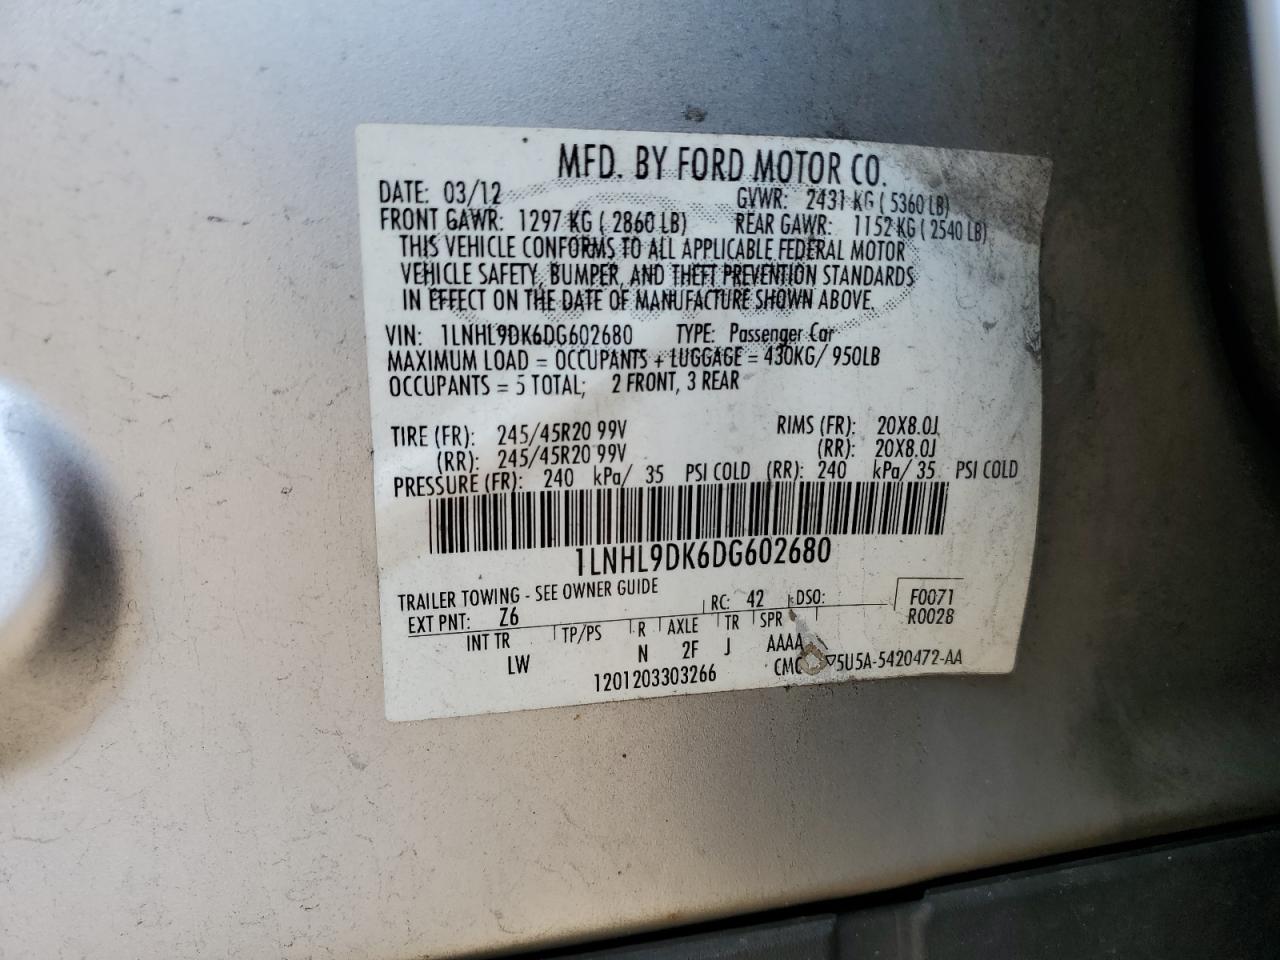 MFD. BY FORD MOTOR CO.
DATE: 03/12 GVWR: 2431 KG ( 5360 LB)
FRONT GAWR: 1297 KG ( 2860 LB) REAR GAWR: 1152 KG ( 2540 LB)
THIS VEHICLE CONFORMS TO ALL APPLICABLE FEDERAL MOTOR
VEHICLE SAFETY, BUMPER, AND THEFT PREVENTION STANDARDS
IN EFFECT ON THE DATE OF MANUFACTURE SHOWN ABOVE.
VIN: 1LNHL9DK6DG602680 TYPE: Passenger Car
MAXIMUM LOAD = OCCUPANTS + LUGGAGE = 430KG/ 950LB
OCCUPANTS = 5 TOTAL; 2 FRONT, 3 REAR
TIRE (FR): 245/45R20 99V RIMS (FR): 20X8.0J
(RR): 245/45R20 99V (RR): 20X8.0J
PRESSURE (FR): 240 kPa/ 35 PSI COLD (RR): 240 kPa/ 35 PSI COLD
1LNHL9DK6DG602680
TRAILER TOWING - SEE OWNER GUIDE
EXT PNT: Z6 RC: 42 DSO: F0071
R0028
INT TR TP/PS R AXLE TR SPR
LW N 2F J AAAA
1201203303266 CMC 5U5A-5420472-AA